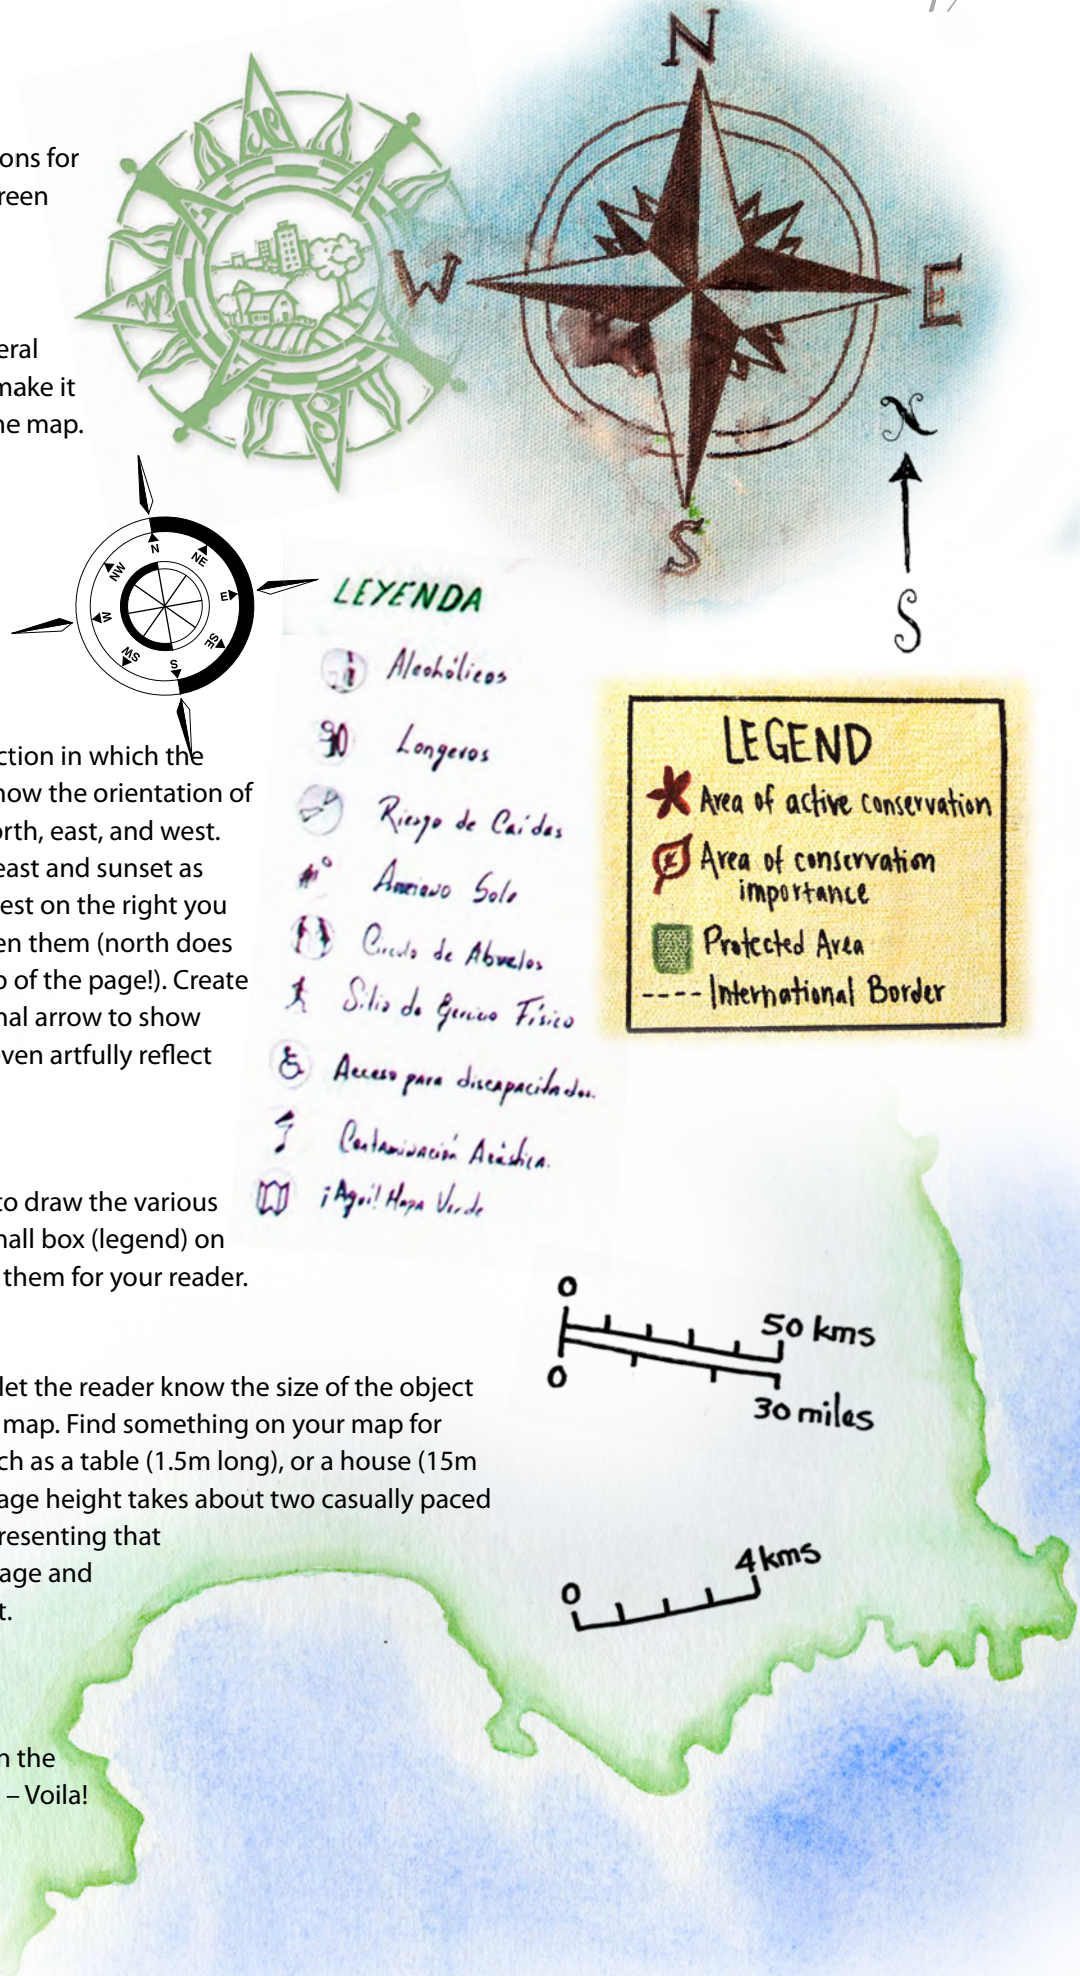 ons for
reen
N
N
W
E
W
S
S
eral
make it
he map.
N
S
N
NE
E
SE
S
SW
W
NW
LEYENDA
Alcohólicos
Longevos
Riesgo de Caídas
Anciano Solo
Circulo de Abuelos
Sitio de Físico
Acceso para discapacitados.
Contaminación Acústica.
¡Aquí! Mapa Verde
LEGEND
Area of active conservation
Area of conservation
importance
Protected Area
International Border
ction in which the
now the orientation of
orth, east, and west.
east and sunset as
est on the right you
en them (north does
p of the page!). Create
nal arrow to show
ven artfully reflect
to draw the various
nall box (legend) on
them for your reader.
0
50 kms
0
30 miles
let the reader know the size of the object
map. Find something on your map for
ch as a table (1.5m long), or a house (15m
age height takes about two casually paced
resenting that
age and
t.
0
4 kms
n the
– Voila!